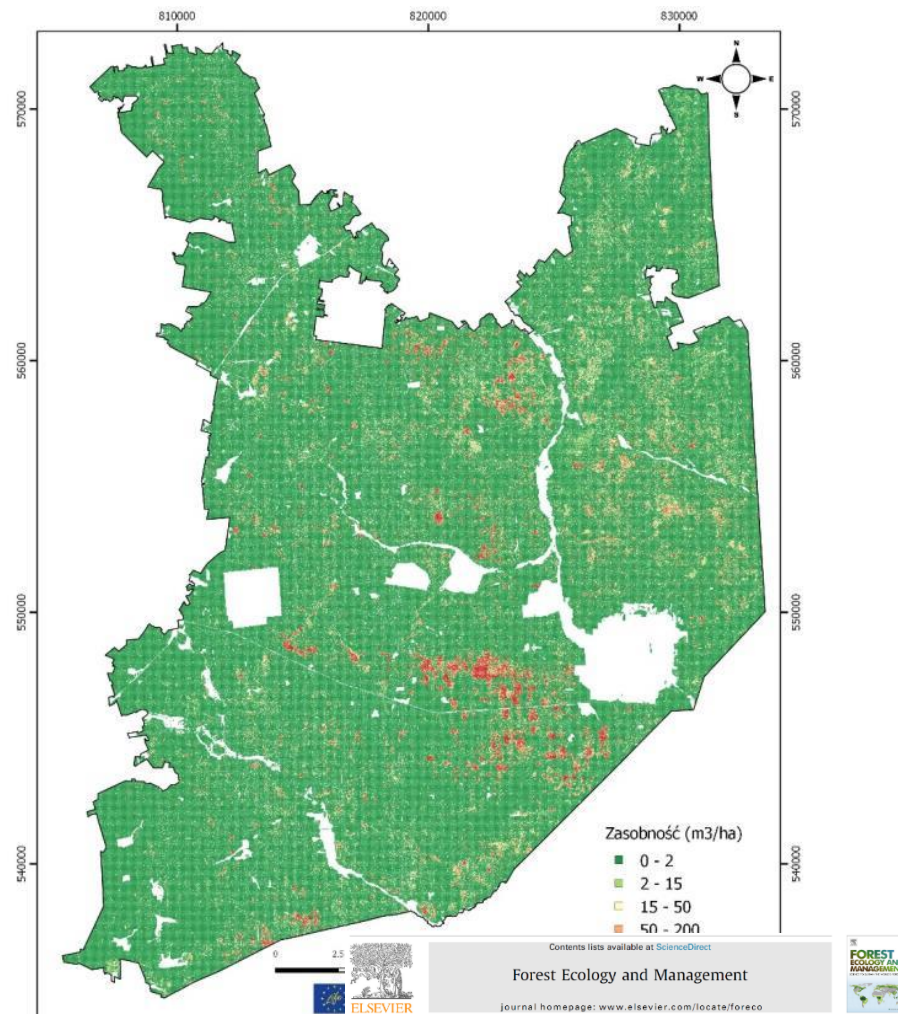 810000 820000 830000
N
W E
S
570000 570000
560000 560000
550000 550000
540000 540000
Zasobność (m3/ha)
0 - 2
2 - 15
15 - 50
50 - 200
0 2.5
ELSEVIER
Contents lists available at ScienceDirect
Forest Ecology and Management
journal homepage: www.elsevier.com/locate/foreco
FOREST
ECOLOGY AND
MANAGEMENT